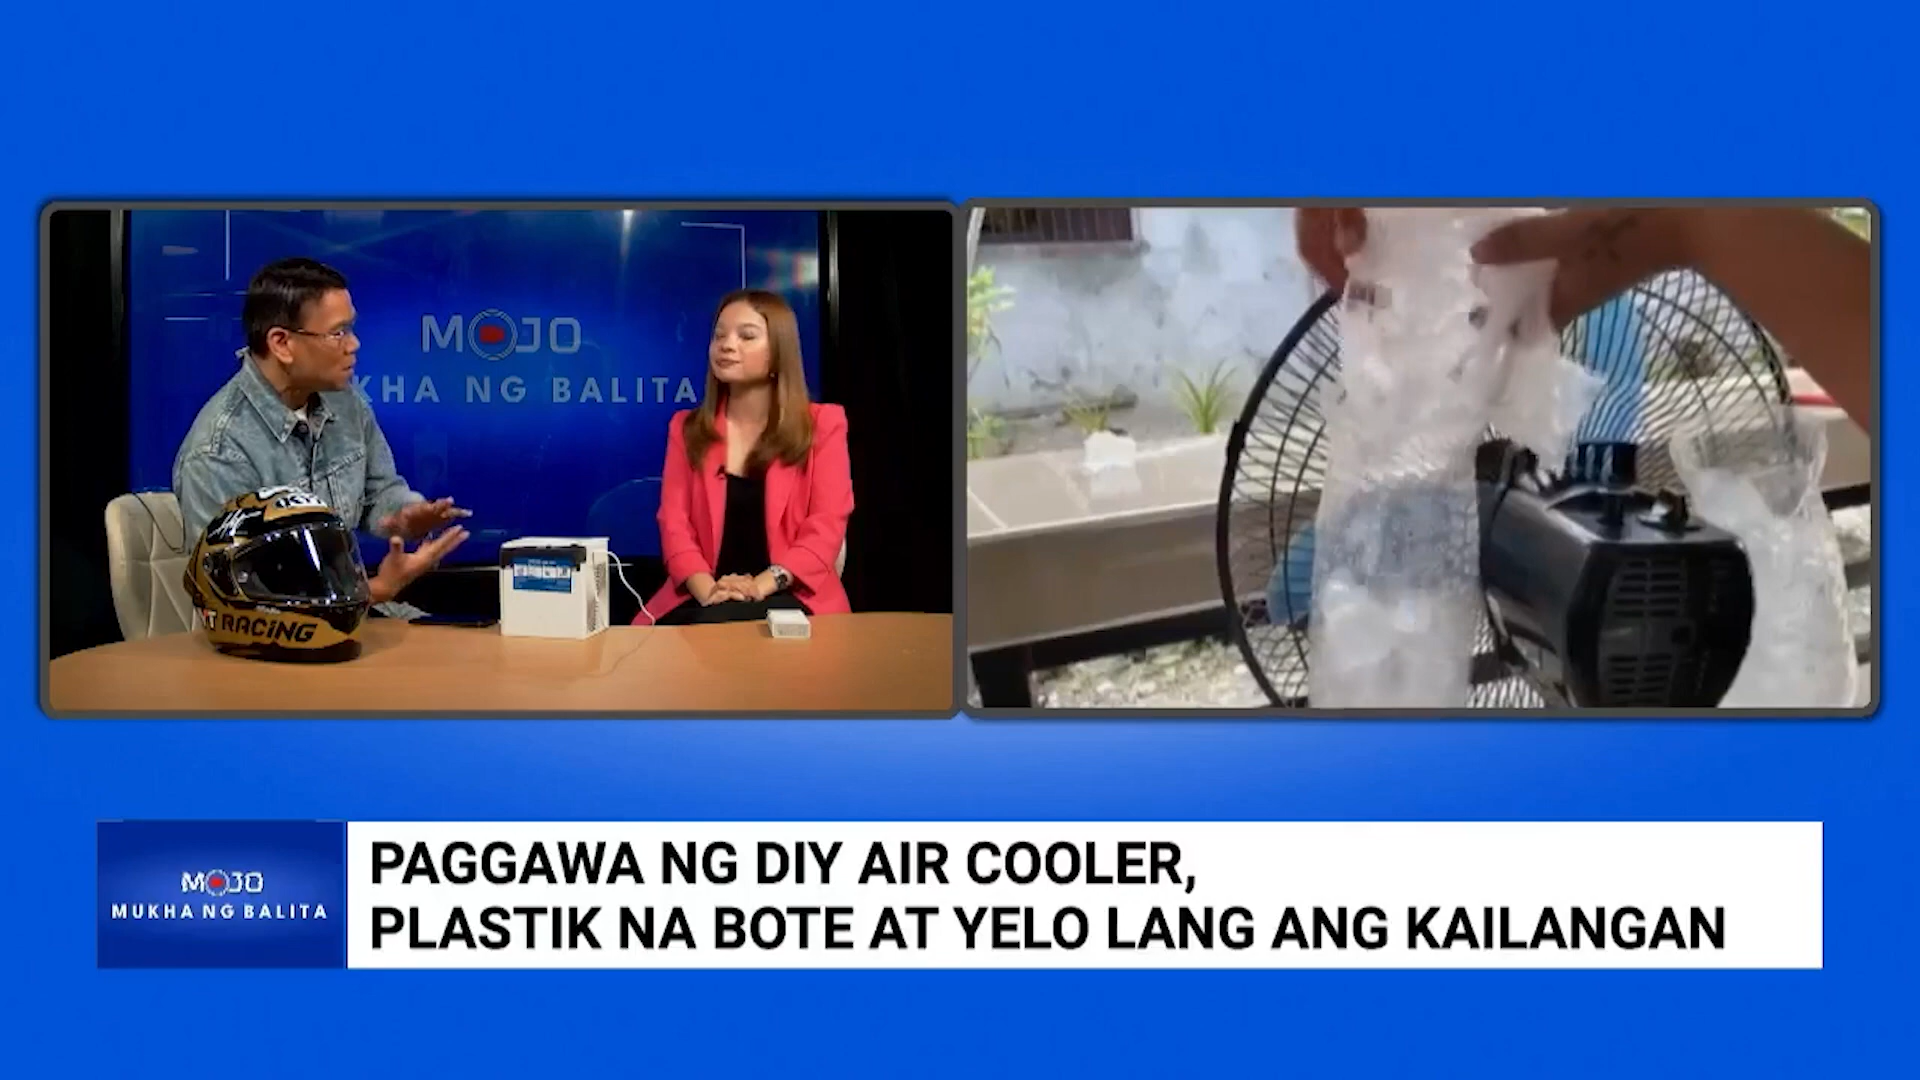 MOJO
KHA NG BALITA
RACING
MOJO
MUKHA NG BALITA
PAGGAWA NG DIY AIR COOLER,
PLASTIK NA BOTE AT YELO LANG ANG KAILANGAN